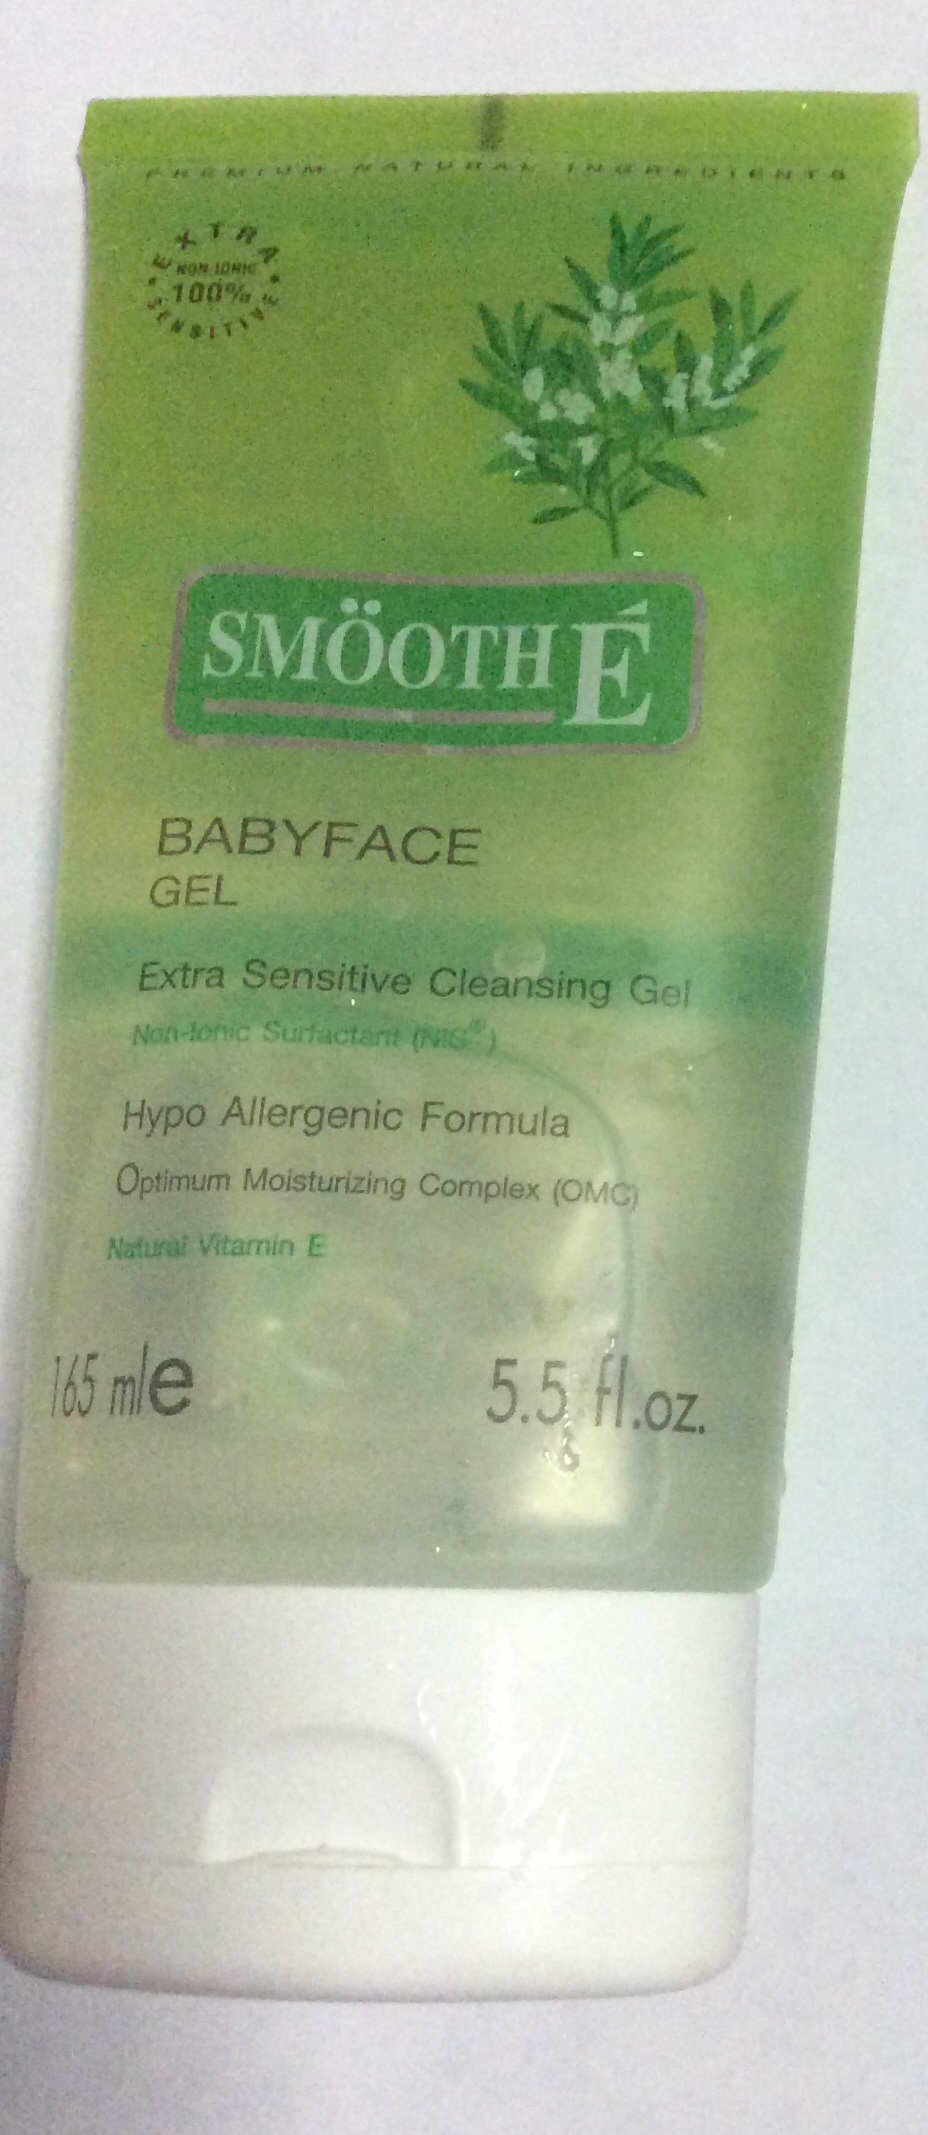 PREMIUM NATURAL INGREDIENTS
EXTRA
NON-IONIC
100%
SENSITIVE
SMÖOTH É
BABYFACE
GEL
Extra Sensitive Cleansing Gel
Non-Ionic Surfactant (NIS®)
Hypo Allergenic Formula
Optimum Moisturizing Complex (OMC)
Natural Vitamin E
165 ml e 5.5 fl.oz.